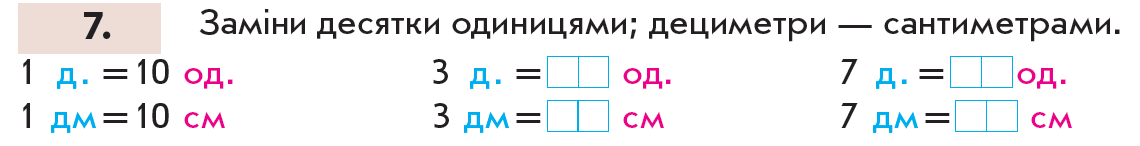 7. Заміни десятки одиницями; дециметри — сантиметрами.
1 д. = 10 од. 3 д. = од. 7 д. = од.
1 дм = 10 см 3 дм = см 7 дм = см